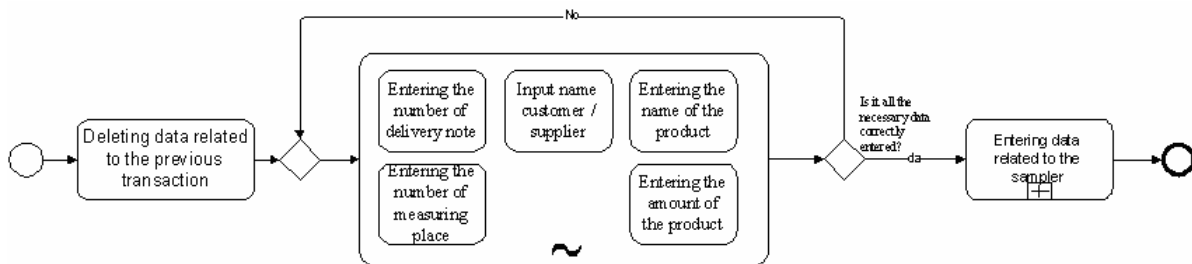 No
Deleting data related
to the previous
transaction
Entering the
number of
delivery note
Input name
customer /
supplier
Entering the
name of the
product
Entering the
number of
measuring
place
Entering the
amount of
the product
~
Is it all the
necessary data
correctly
entered?
da
Entering data
related to the
sampler